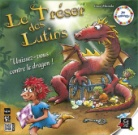 Le Trésor
des
Lutins
Unissez-vous
contre le dragon !